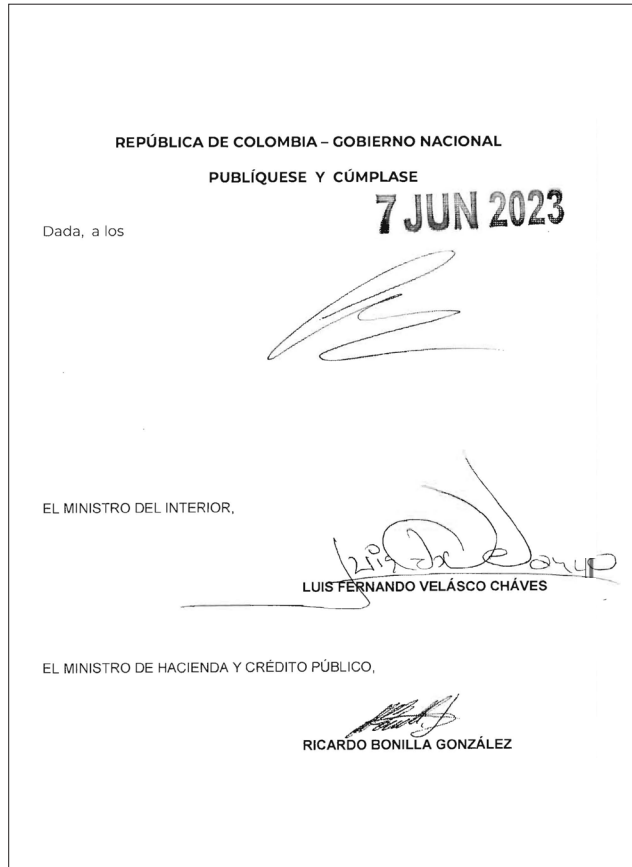 REPÚBLICA DE COLOMBIA – GOBIERNO NACIONAL
PUBLÍQUESE Y CÚMPLASE
7 JUN 2023
Dada, a los
EL MINISTRO DEL INTERIOR,
LUIS FERNANDO VELÁSCO CHÁVES
EL MINISTRO DE HACIENDA Y CRÉDITO PÚBLICO,
RICARDO BONILLA GONZÁLEZ